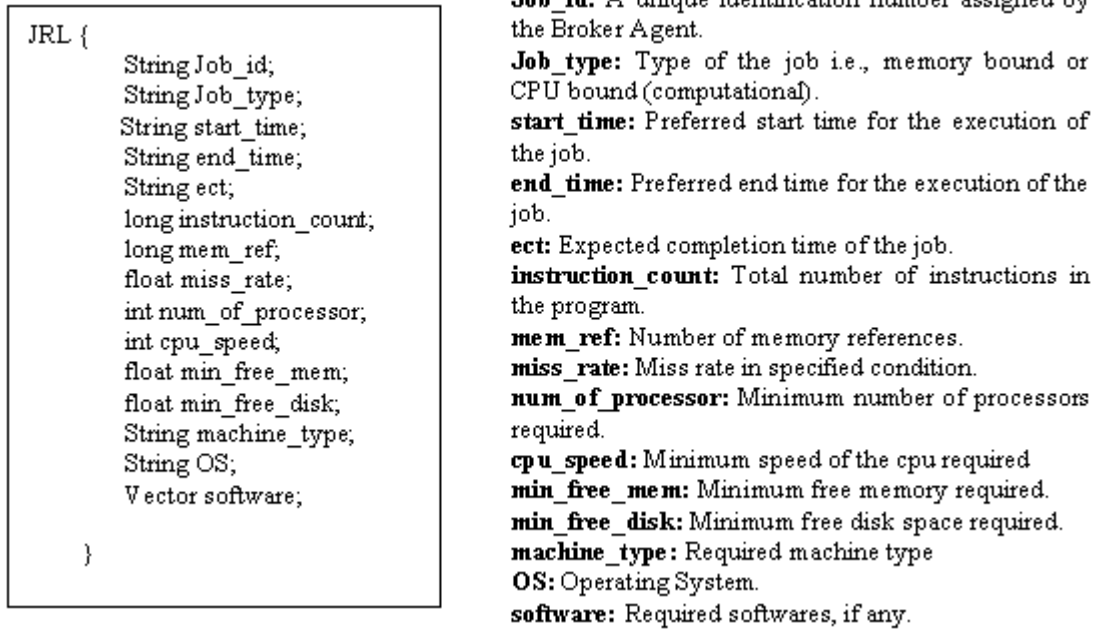 JRL {
String Job_id;
String Job_type;
String start_time;
String end_time;
String ect;
long instruction_count;
long mem_ref;
float miss_rate;
int num_of_processor;
int cpu_speed;
float min_free_mem;
float min_free_disk;
String machine_type;
String OS;
Vector software;
}
Job_id: A unique identification number assigned by
the Broker Agent.
Job_type: Type of the job i.e., memory bound or
CPU bound (computational).
start_time: Preferred start time for the execution of
the job.
end_time: Preferred end time for the execution of the
job.
ect: Expected completion time of the job.
instruction_count: Total number of instructions in
the program.
mem_ref: Number of memory references.
miss_rate: Miss rate in specified condition.
num_of_processor: Minimum number of processors
required.
cpu_speed: Minimum speed of the cpu required
min_free_mem: Minimum free memory required.
min_free_disk: Minimum free disk space required.
machine_type: Required machine type
OS: Operating System.
software: Required softwares, if any.